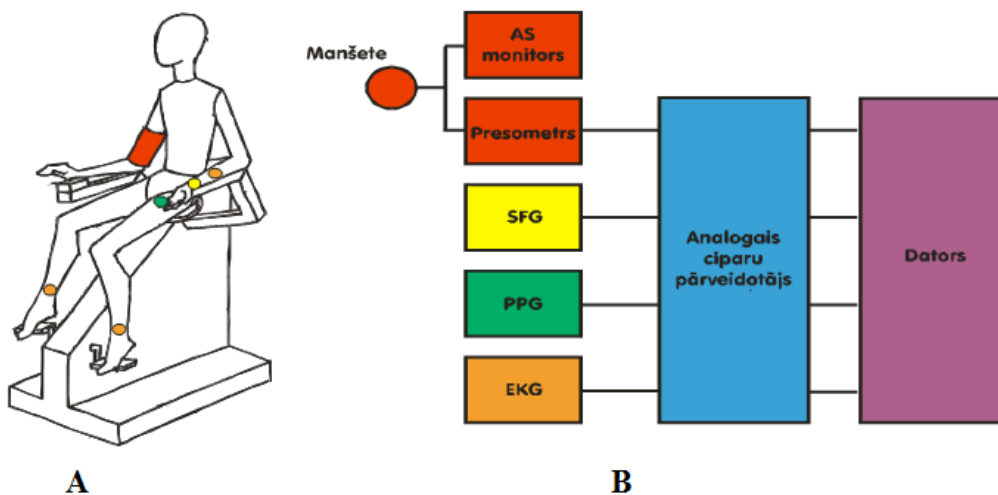 Manšete
AS
monitors
Presometrs
SFG
PPG
EKG
Analogais
ciparu
pārveidotājs
Dators
A
B